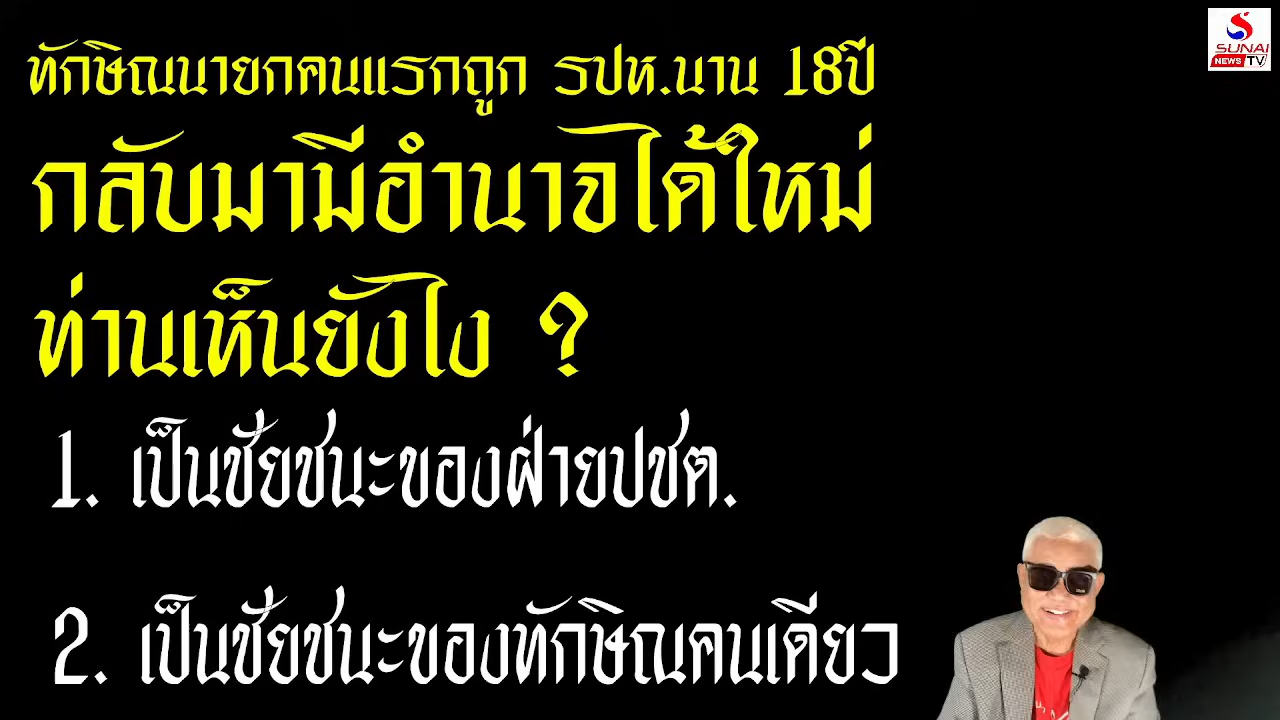 ทักษิณนายกคนแรกถูก รปห.นาน 18ปี
กลับมามีอำนาจได้ใหม่
ท่านเห็นยังไง ?
1. เป็นชัยชนะของฝ่ายปชต.
2. เป็นชัยชนะของทักษิณคนเดียว
SUNAI
NEWS TV